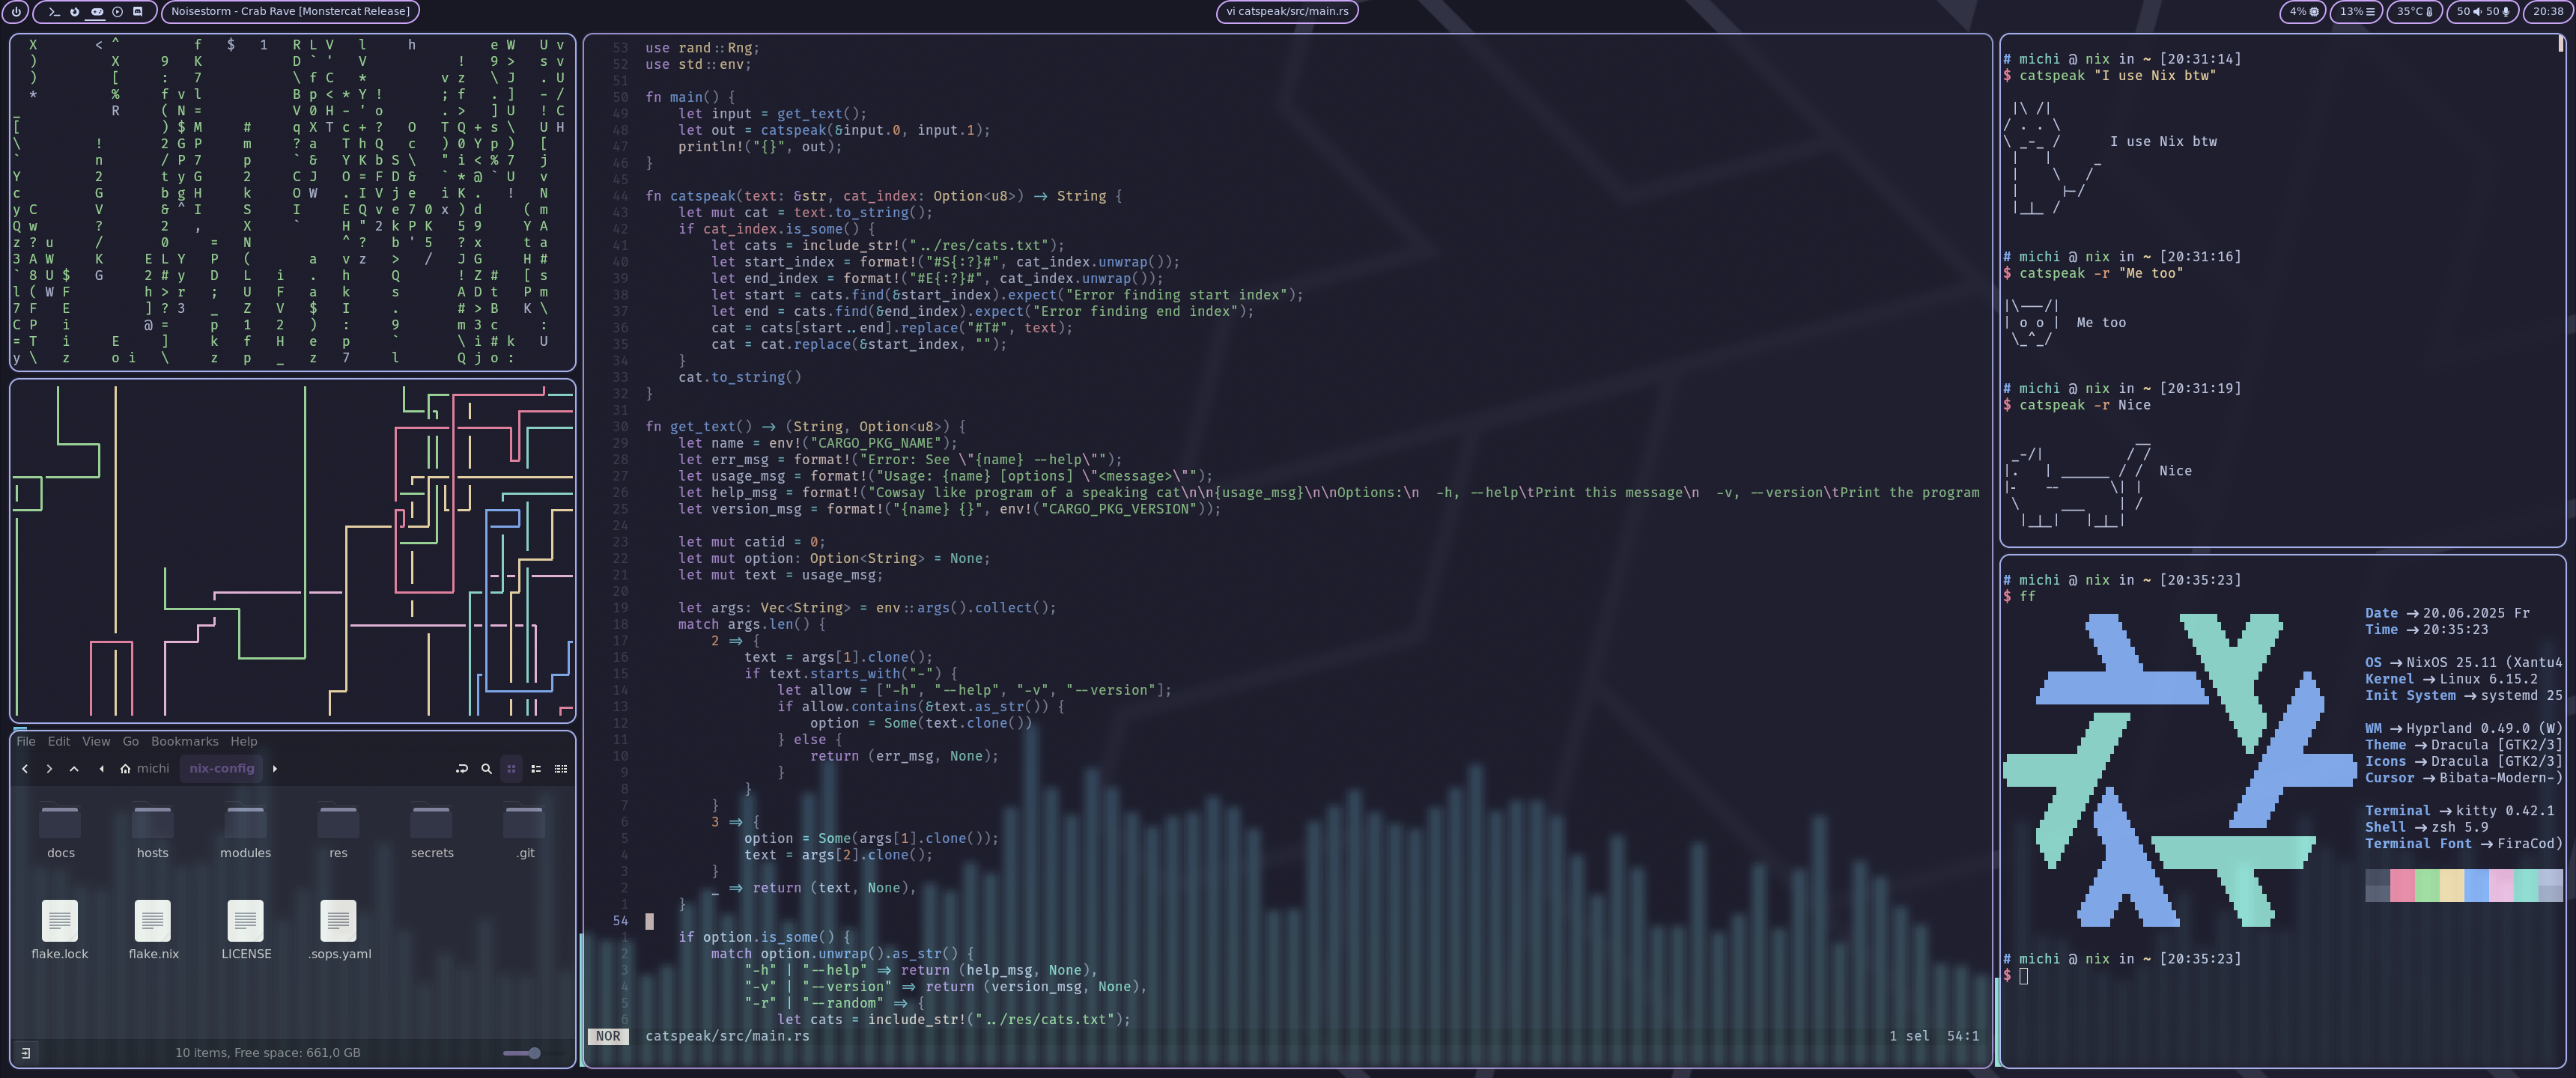 Noisestorm - Crab Rave [Monstercat Release]
vi catspeak/src/main.rs
4%
13%
35°C
50 50
20:38
File Edit View Go Bookmarks Help
michi nix-config
docs hosts modules res secrets .git
flake.lock flake.nix LICENSE .sops.yaml
10 items, Free space: 661,0 GB
53 use rand::Rng;
52 use std::env;
51
50 fn main() {
49 let input = get_text();
48 let out = catspeak(&input.0, input.1);
47 println!("{}", out);
46 }
45
44 fn catspeak(text: &str, cat_index: Option<u8>) -> String {
43 let mut cat = text.to_string();
42 if cat_index.is_some() {
41 let cats = include_str!("../res/cats.txt");
40 let start_index = format!("#S{:?}#", cat_index.unwrap());
39 let end_index = format!("#E{:?}#", cat_index.unwrap());
38 let start = cats.find(&start_index).expect("Error finding start index");
37 let end = cats.find(&end_index).expect("Error finding end index");
36 cat = cats[start..end].replace("#T#", text);
35 cat = cat.replace(&start_index, "");
34 }
33 cat.to_string()
32 }
31
30 fn get_text() -> (String, Option<u8>) {
29 let name = env!("CARGO_PKG_NAME");
28 let err_msg = format!("Error: See \"{name} --help\"");
27 let usage_msg = format!("Usage: {name} [options] \"<message>\"");
26 let help_msg = format!("Cowsay like program of a speaking cat\n\n{usage_msg}\n\nOptions:\n  -h, --help\tPrint this message\n  -v, --version\tPrint the program
25 let version_msg = format!("{name} {}", env!("CARGO_PKG_VERSION"));
24
23 let mut catid = 0;
22 let mut option: Option<String> = None;
21 let mut text = usage_msg;
20
19 let args: Vec<String> = env::args().collect();
18 match args.len() {
17 2 => {
16 text = args[1].clone();
15 if text.starts_with("-") {
14 let allow = ["-h", "--help", "-v", "--version"];
13 if allow.contains(&text.as_str()) {
12 option = Some(text.clone())
11 } else {
10 return (err_msg, None);
9 }
8 }
7 }
6 3 => {
5 option = Some(args[1].clone());
4 text = args[2].clone();
3 }
2 _ => return (text, None),
1 }
54
1 if option.is_some() {
2 match option.unwrap().as_str() {
3 "-h" | "--help" => return (help_msg, None),
4 "-v" | "--version" => return (version_msg, None),
5 "-r" | "--random" => {
6 let cats = include_str!("../res/cats.txt");
NOR catspeak/src/main.rs 1 sel 54:1
# michi @ nix in ~ [20:31:14]
$ catspeak "I use Nix btw"
I use Nix btw
# michi @ nix in ~ [20:31:16]
$ catspeak -r "Me too"
Me too
# michi @ nix in ~ [20:31:19]
$ catspeak -r Nice
Nice
# michi @ nix in ~ [20:35:23]
$ ff
Date -> 20.06.2025 Fr
Time -> 20:35:23
OS -> NixOS 25.11 (Xantu4
Kernel -> Linux 6.15.2
Init System -> systemd 25
WM -> Hyprland 0.49.0 (W)
Theme -> Dracula [GTK2/3]
Icons -> Dracula [GTK2/3]
Cursor -> Bibata-Modern-)
Terminal -> kitty 0.42.1
Shell -> zsh 5.9
Terminal Font -> FiraCod)
# michi @ nix in ~ [20:35:23]
$